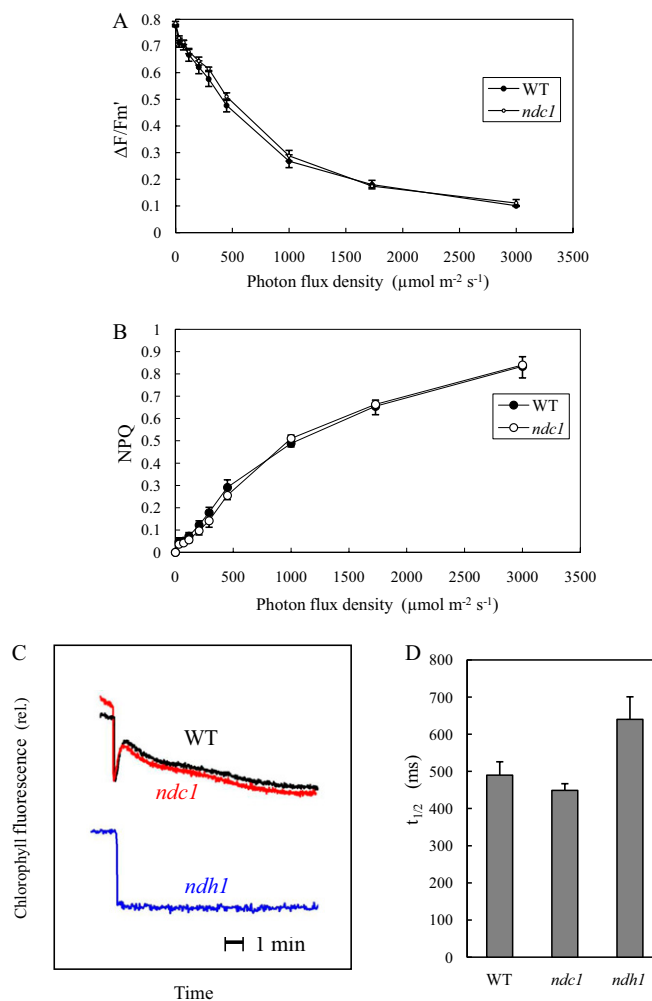 A
0.8
0.7
0.6
0.5
0.4
0.3
0.2
0.1
0
ΔF/Fm'
WT
ndc1
0 500 1000 1500 2000 2500 3000 3500
Photon flux density (µmol m-2 s-1)
B
1
0.9
0.8
0.7
0.6
0.5
0.4
0.3
0.2
0.1
0
NPQ
WT
ndc1
0 500 1000 1500 2000 2500 3000 3500
Photon flux density (µmol m-2 s-1)
C
Chlorophyll fluorescence (rel.)
WT
ndc1
ndh1
1 min
Time
D
800
700
600
500
400
300
200
100
0
t1/2 (ms)
WT ndc1 ndh1